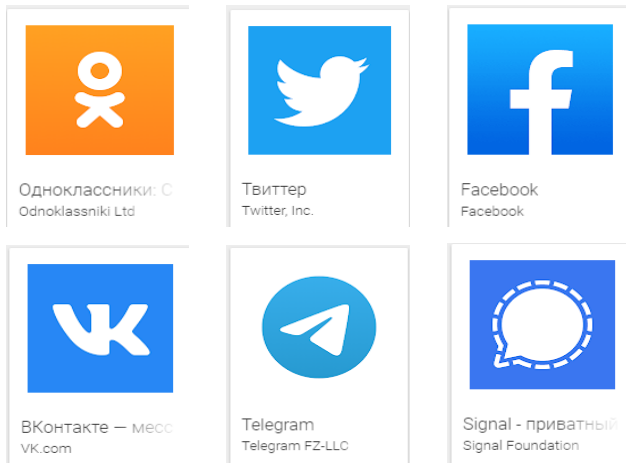 Одноклассники: С
Odnoklassniki Ltd
Твиттер
Twitter, Inc.
Facebook
Facebook
ВКонтакте — месс
VK.com
Telegram
Telegram FZ-LLC
Signal - приватный
Signal Foundation